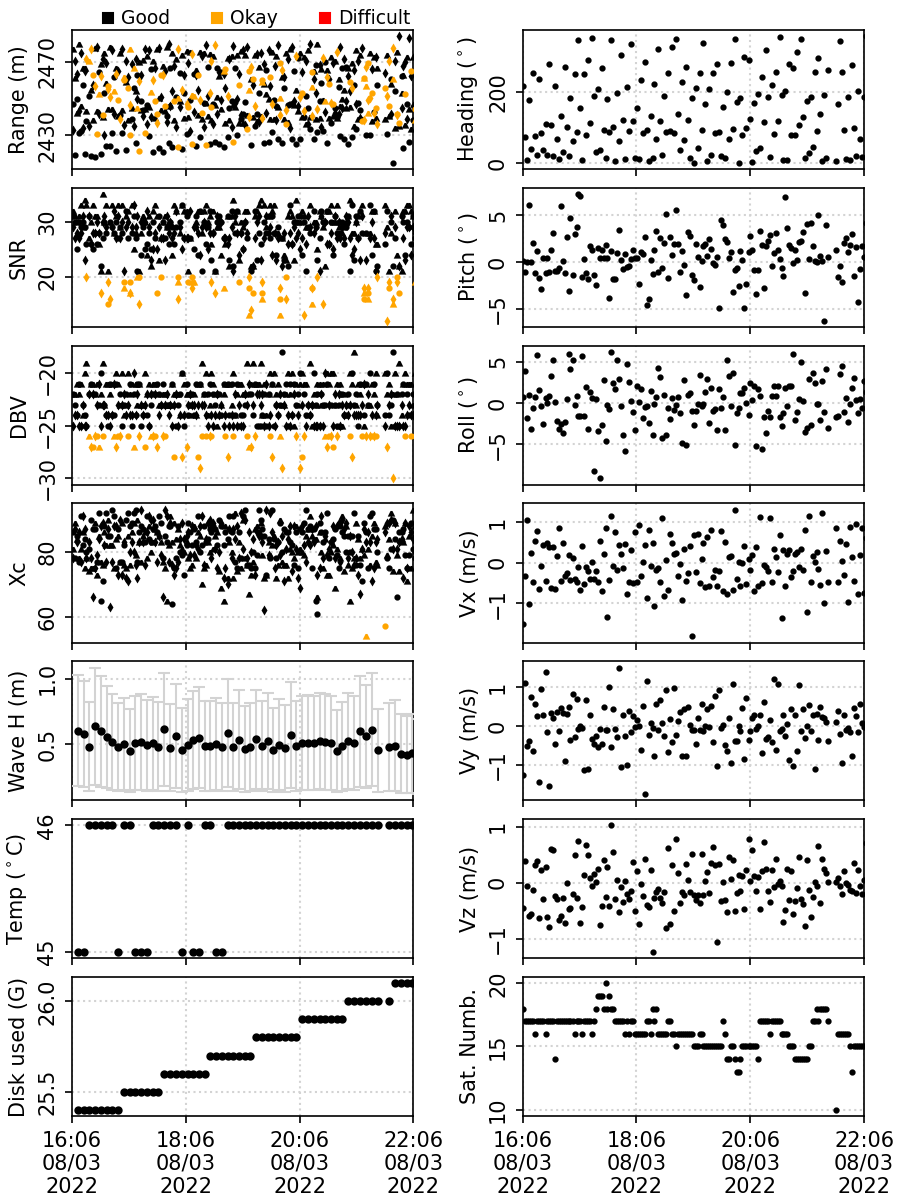 Good Okay Difficult
Range (m)
2470
2430
SNR
30
20
DBV
−20
−25
−30
Xc
80
60
Wave H (m)
1.0
0.5
Temp (°C)
46
45
Disk used (G)
26.0
25.5
16:06 18:06 20:06 22:06
08/03 08/03 08/03 08/03
2022 2022 2022 2022
Heading (°)
200
0
Pitch (°)
5
0
−5
Roll (°)
5
0
−5
Vx (m/s)
1
0
−1
Vy (m/s)
1
0
−1
Vz (m/s)
1
0
−1
Sat. Numb.
20
15
10
16:06 18:06 20:06 22:06
08/03 08/03 08/03 08/03
2022 2022 2022 2022